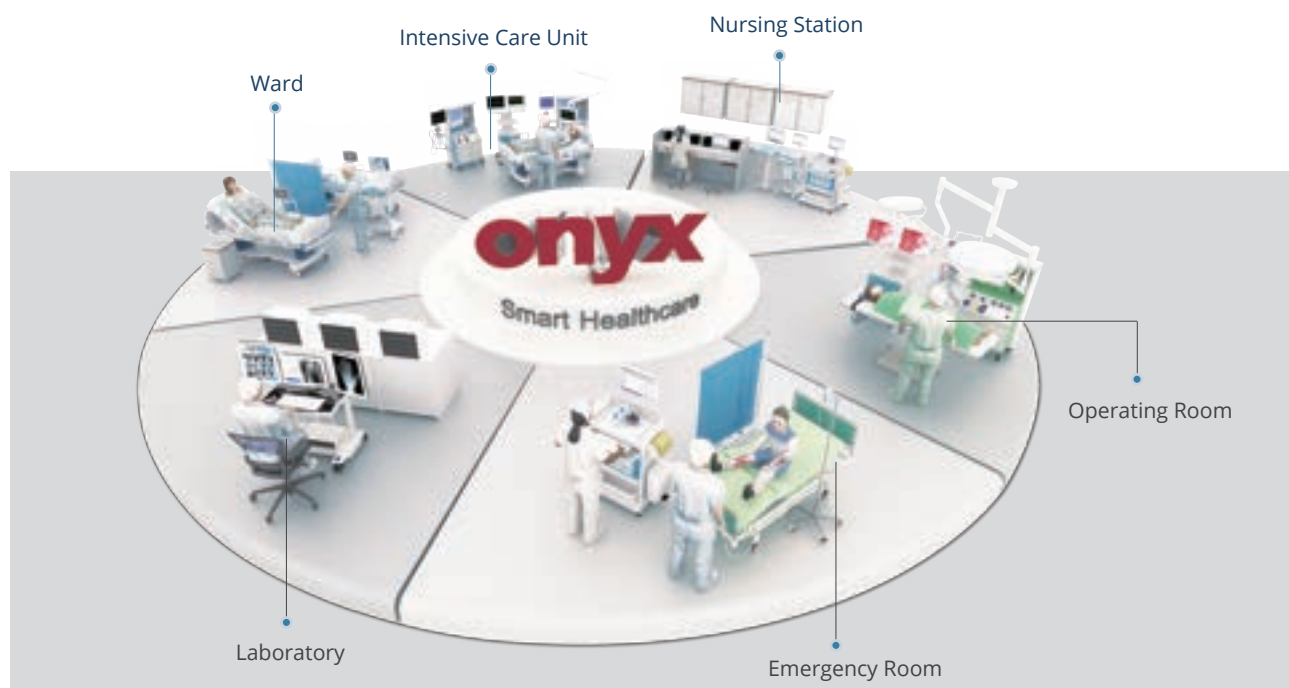 Nursing Station
Intensive Care Unit
Ward
onyx
Smart Healthcare
Operating Room
Laboratory
Emergency Room